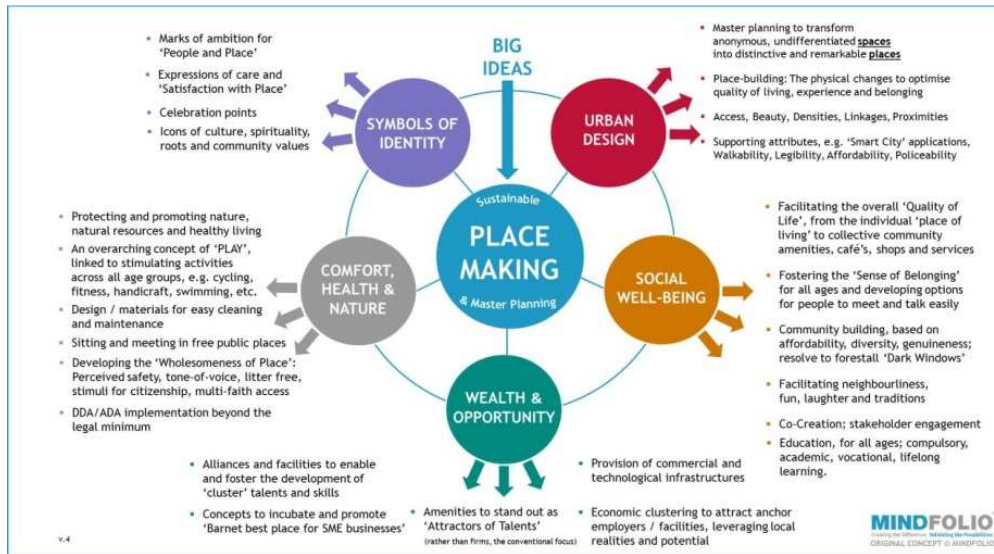 BIG
IDEAS
Sustainable
PLACE
MAKING
& Master Planning
SYMBOLS OF
IDENTITY
• Marks of ambition for
‘People and Place’
• Expressions of care and
‘Satisfaction with Place’
• Celebration points
• Icons of culture, spirituality,
roots and community values
URBAN
DESIGN
• Master planning to transform
anonymous, undifferentiated spaces
into distinctive and remarkable places
• Place-building: The physical changes to optimise
quality of living, experience and belonging
• Access, Beauty, Densities, Linkages, Proximities
• Supporting attributes, e.g. ‘Smart City’ applications,
Walkability, Legibility, Affordability, Policeability
COMFORT,
HEALTH &
NATURE
• Protecting and promoting nature,
natural resources and healthy living
• An overarching concept of ‘PLAY’,
linked to stimulating activities
across all age groups, e.g. cycling,
fitness, handicraft, swimming, etc.
• Design / materials for easy cleaning
and maintenance
• Sitting and meeting in free public places
• Developing the ‘Wholesomeness of Place’:
Perceived safety, tone-of-voice, litter free,
stimuli for citizenship, multi-faith access
• DDA/ADA implementation beyond the
legal minimum
SOCIAL
WELL-BEING
• Facilitating the overall ‘Quality of
Life’, from the individual ‘place of
living’ to collective community
amenities, café’s, shops and services
• Fostering the ‘Sense of Belonging’
for all ages and developing options
for people to meet and talk easily
• Community building, based on
affordability, diversity, genuineness;
resolve to forestall ‘Dark Windows’
• Facilitating neighbourliness,
fun, laughter and traditions
• Co-Creation; stakeholder engagement
• Education, for all ages; compulsory,
academic, vocational, lifelong
learning.
WEALTH &
OPPORTUNITY
• Alliances and facilities to enable
and foster the development of
‘cluster’ talents and skills
• Concepts to incubate and promote
‘Barnet best place for SME businesses’
• Amenities to stand out as
‘Attractors of Talents’
(rather than firms, the conventional focus)
• Provision of commercial and
technological infrastructures
• Economic clustering to attract anchor
employers / facilities, leveraging local
realities and potential
v.4
MINDFOLIO
Creating the Difference. Unlocking the Possibilities
ORIGINAL CONCEPT © MINDFOLIO